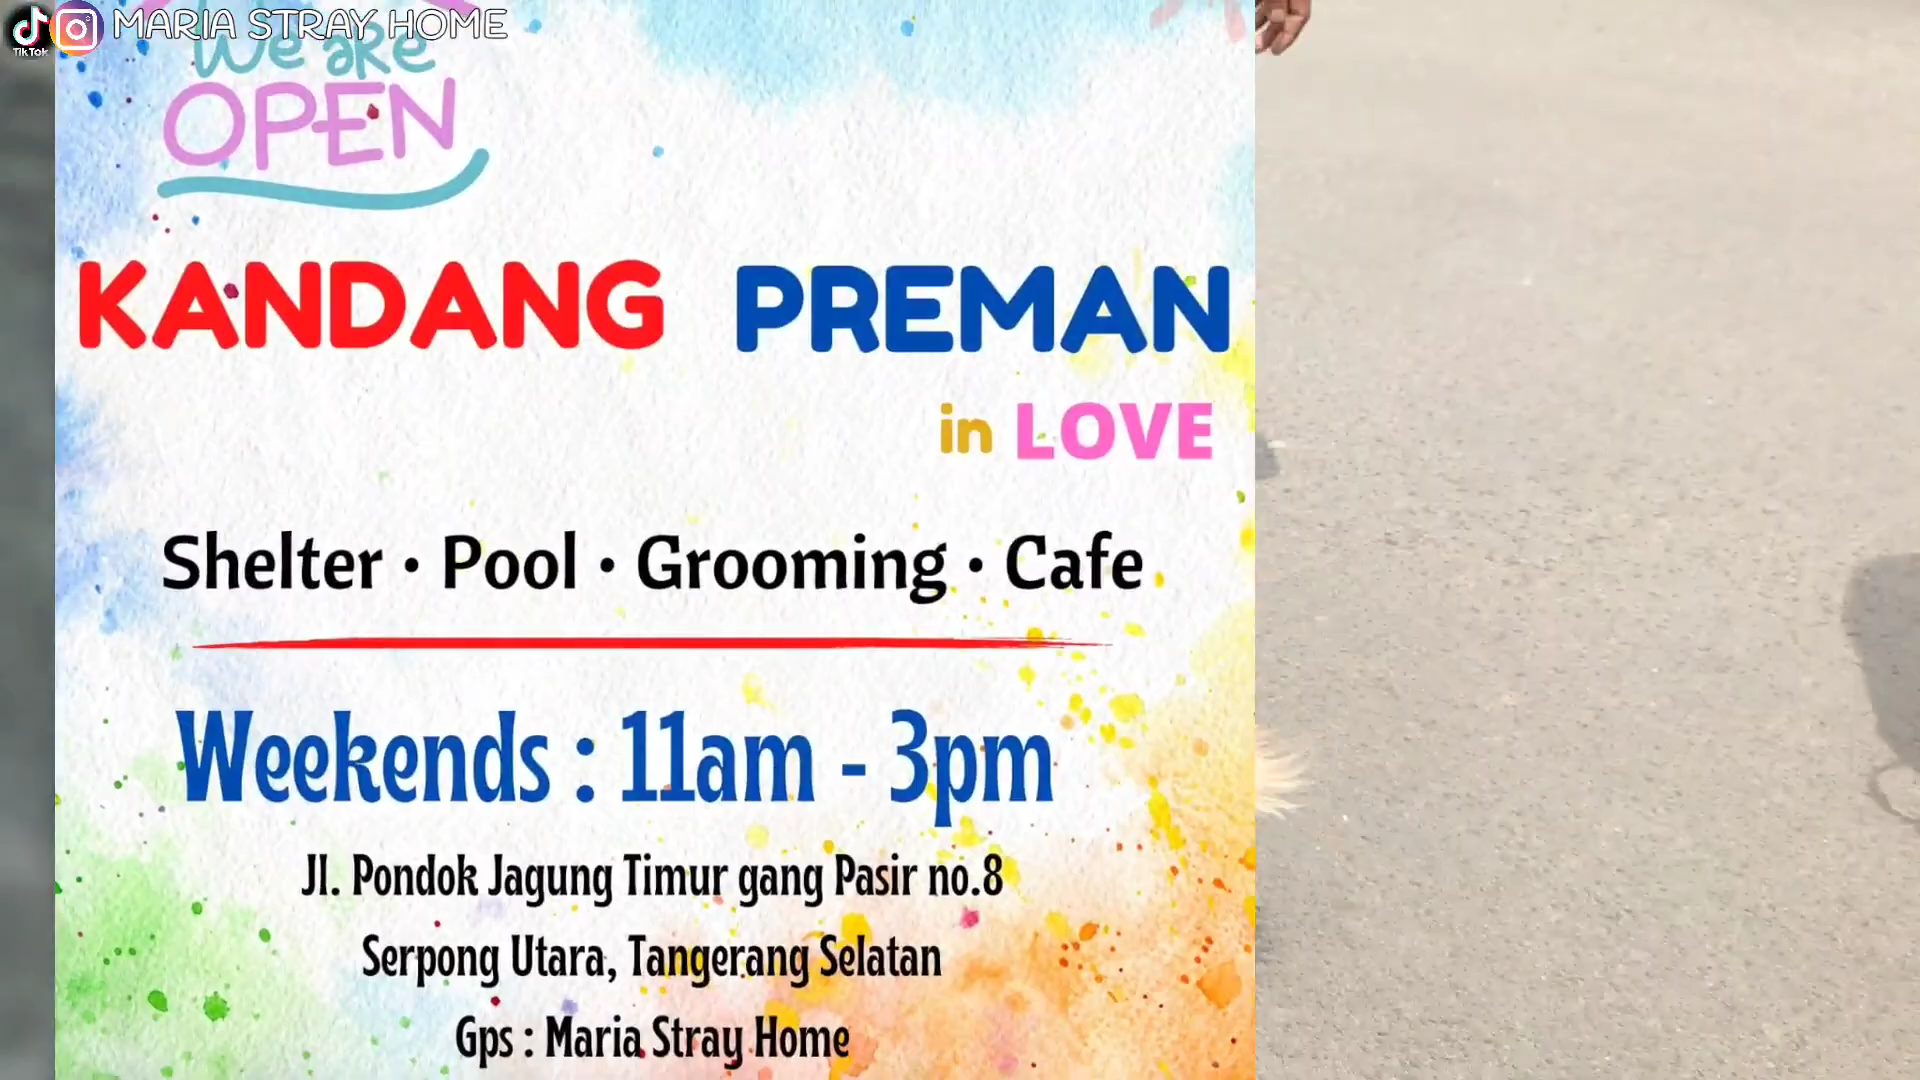 TikTok
MARIA STRAY HOME
We are
OPEN
KANDANG PREMAN
in LOVE
Shelter • Pool • Grooming • Cafe
Weekends : 11am - 3pm
Jl. Pondok Jagung Timur gang Pasir no.8
Serpong Utara, Tangerang Selatan
Gps : Maria Stray Home